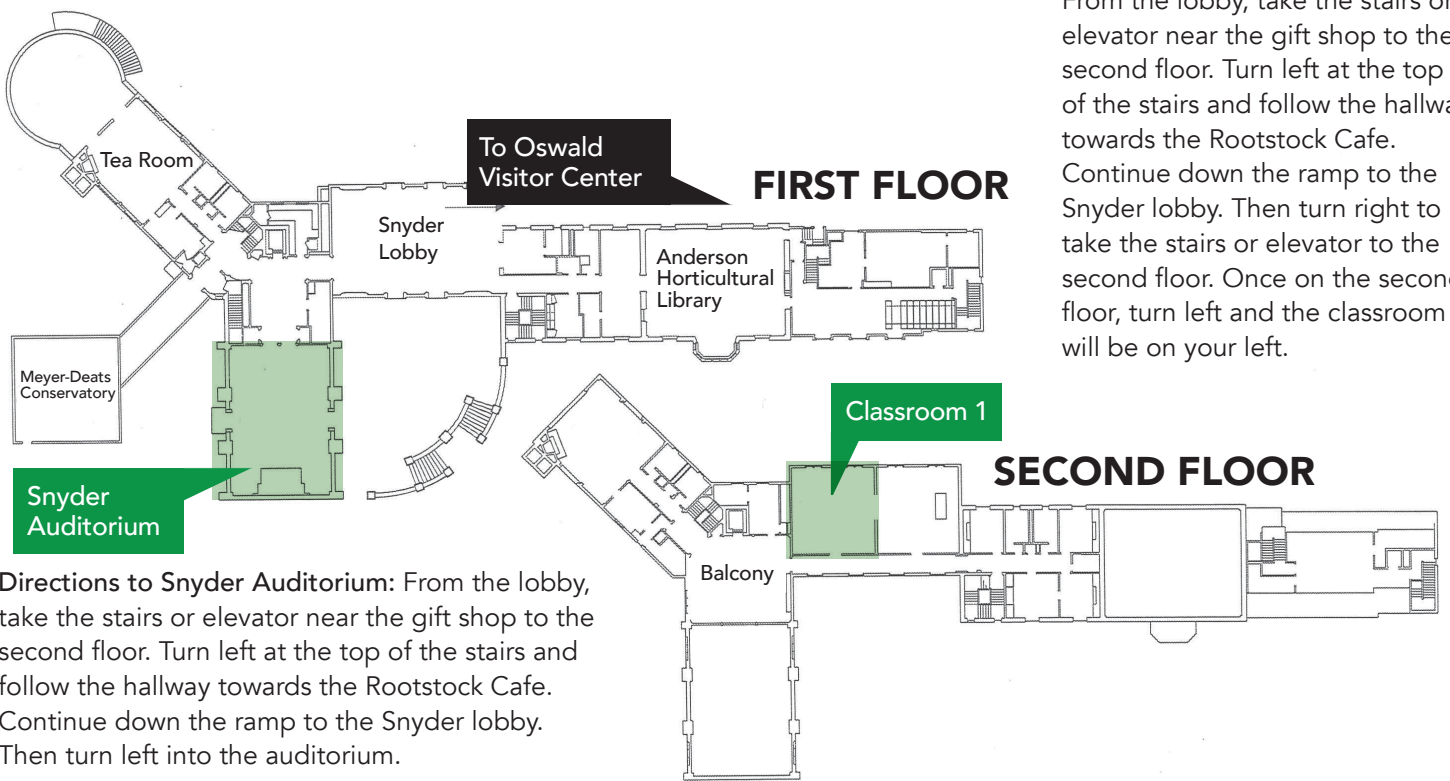 From the lobby, take the stairs or
elevator near the gift shop to the
second floor. Turn left at the top
of the stairs and follow the hallway
towards the Rootstock Cafe.
Continue down the ramp to the
Snyder lobby. Then turn right to
take the stairs or elevator to the
second floor. Once on the second
floor, turn left and the classroom
will be on your left.
To Oswald
Visitor Center
FIRST FLOOR
Tea Room
Snyder
Lobby
Anderson
Horticultural
Library
Meyer-Deats
Conservatory
Snyder
Auditorium
Classroom 1
SECOND FLOOR
Balcony
Directions to Snyder Auditorium: From the lobby,
take the stairs or elevator near the gift shop to the
second floor. Turn left at the top of the stairs and
follow the hallway towards the Rootstock Cafe.
Continue down the ramp to the Snyder lobby.
Then turn left into the auditorium.